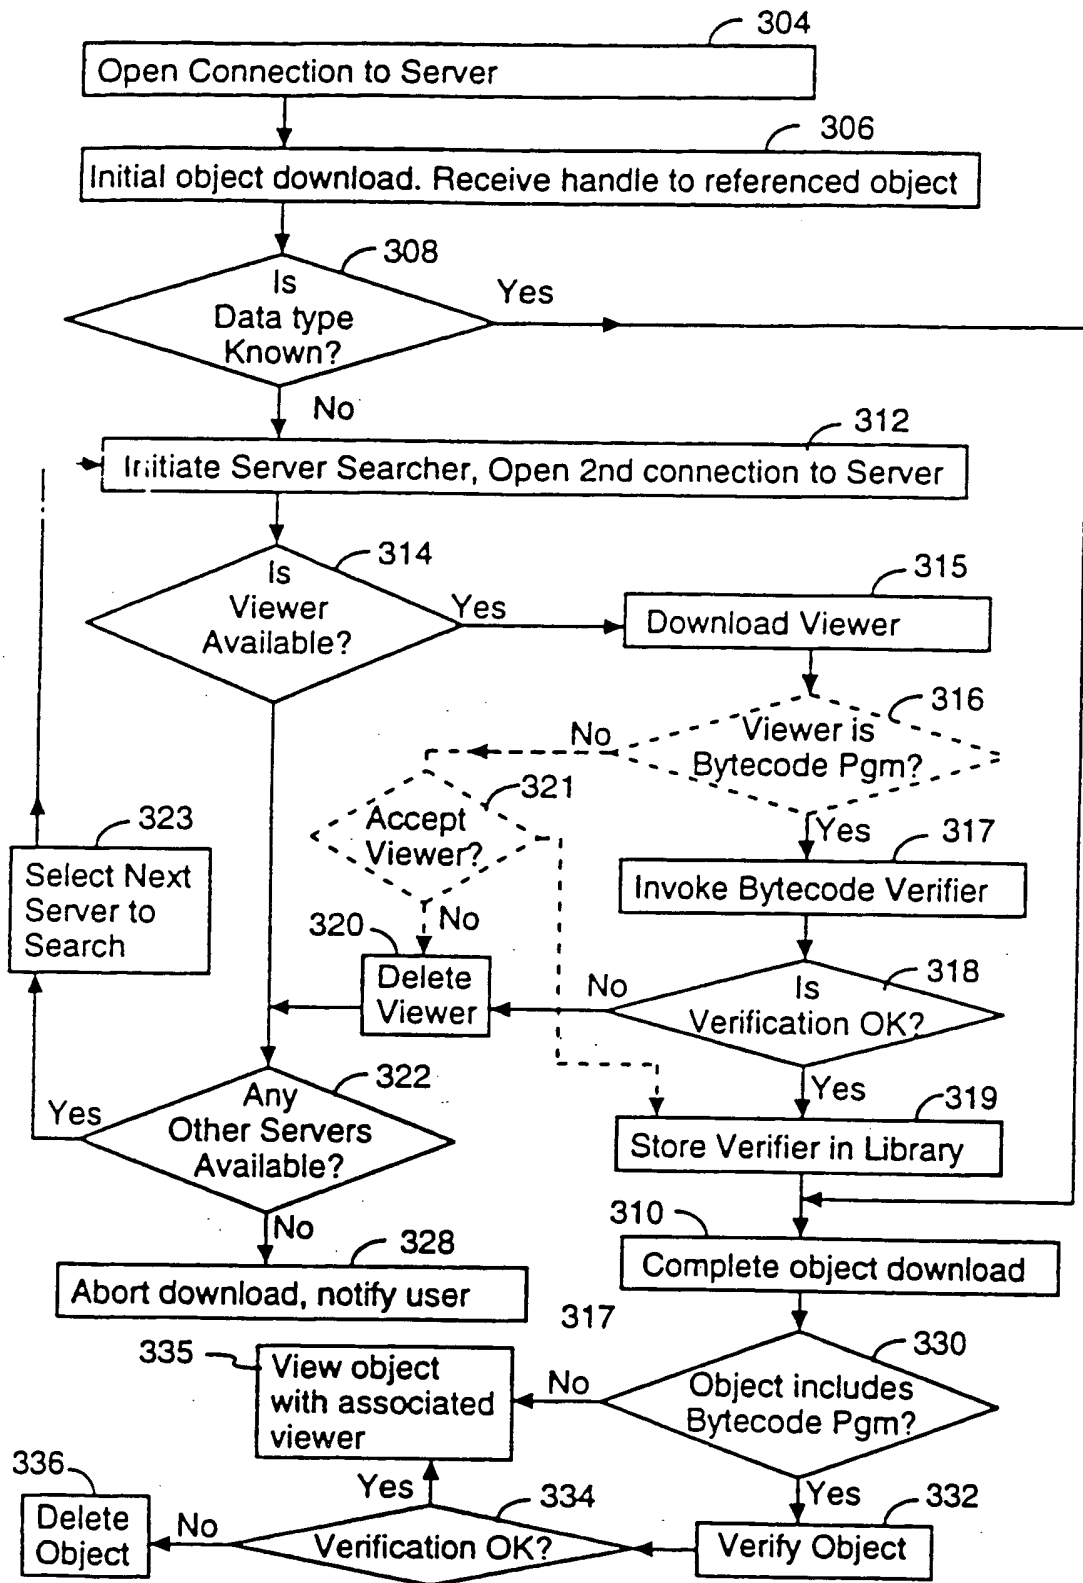 304
Open Connection to Server
306
Initial object download. Receive handle to referenced object
308
Is
Data type
Known?
Yes
No
312
Initiate Server Searcher, Open 2nd connection to Server
314
Is
Viewer
Available?
Yes
315
Download Viewer
316
Viewer is
Bytecode Pgm?
No
Yes
321
Accept
Viewer?
No
317
Invoke Bytecode Verifier
323
Select Next
Server to
Search
320
Delete
Viewer
318
Is
Verification OK?
No
Yes
322
Any
Other Servers
Available?
Yes
No
319
Store Verifier in Library
310
Complete object download
328
Abort download, notify user
317
330
Object includes
Bytecode Pgm?
No
Yes
335
View object
with associated
viewer
332
Verify Object
334
Verification OK?
Yes
No
336
Delete
Object